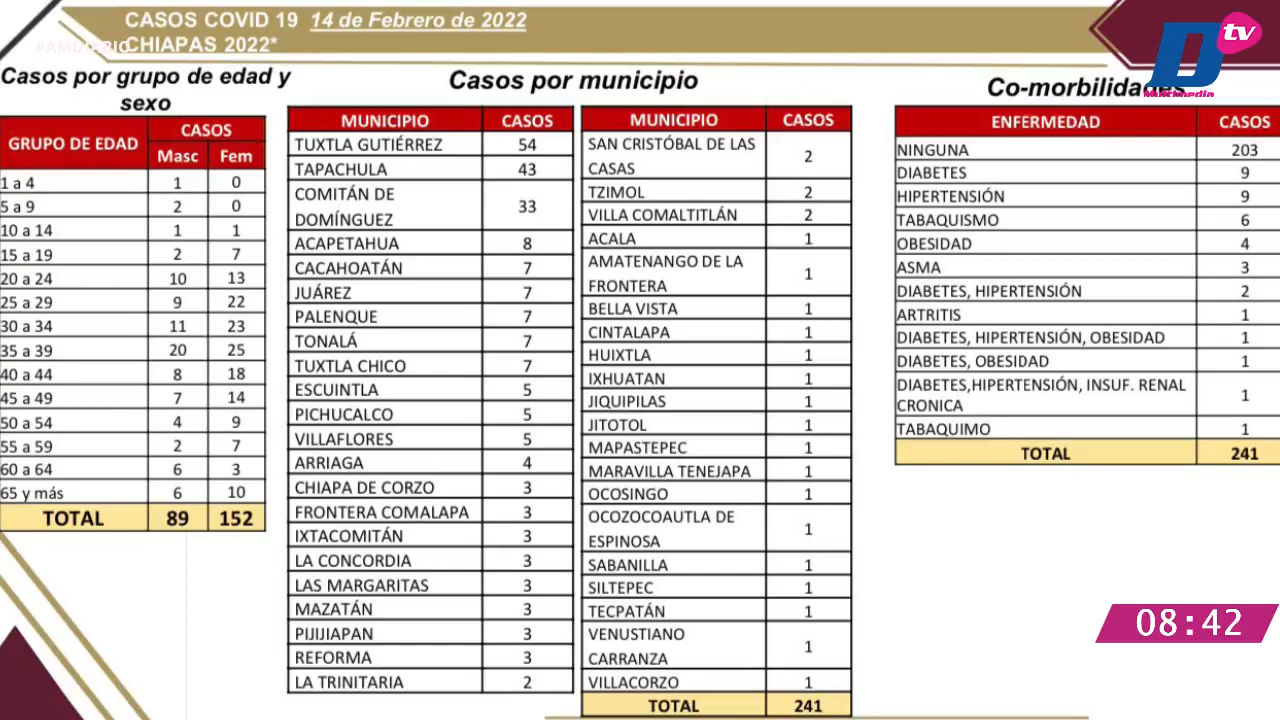 CASOS COVID 19 14 de Febrero de 2022
#AMDIARIO
CHIAPAS 2022*
D tv
Multimedia
Casos por grupo de edad y
sexo
GRUPO DE EDAD CASOS
Masc Fem
1 a 4 1 0
5 a 9 2 0
10 a 14 1 1
15 a 19 2 7
20 a 24 10 13
25 a 29 9 22
30 a 34 11 23
35 a 39 20 25
40 a 44 8 18
45 a 49 7 14
50 a 54 4 9
55 a 59 2 7
60 a 64 6 3
65 y más 6 10
TOTAL 89 152
Casos por municipio
MUNICIPIO CASOS
TUXTLA GUTIÉRREZ 54
TAPACHULA 43
COMITÁN DE
DOMÍNGUEZ 33
ACAPETAHUA 8
CACAHOATÁN 7
JUÁREZ 7
PALENQUE 7
TONALÁ 7
TUXTLA CHICO 7
ESCUINTLA 5
PICHUCALCO 5
VILLAFLORES 5
ARRIAGA 4
CHIAPA DE CORZO 3
FRONTERA COMALAPA 3
IXTACOMITÁN 3
LA CONCORDIA 3
LAS MARGARITAS 3
MAZATÁN 3
PIJIJIAPAN 3
REFORMA 3
LA TRINITARIA 2
MUNICIPIO CASOS
SAN CRISTÓBAL DE LAS
CASAS 2
TZIMOL 2
VILLA COMALTITLÁN 2
ACALA 1
AMATENANGO DE LA
FRONTERA 1
BELLA VISTA 1
CINTALAPA 1
HUIXTLA 1
IXHUATAN 1
JIQUIPILAS 1
JITOTOL 1
MAPASTEPEC 1
MARAVILLA TENEJAPA 1
OCOSINGO 1
OCOZOCOAUTLA DE
ESPINOSA 1
SABANILLA 1
SILTEPEC 1
TECPATÁN 1
VENUSTIANO
CARRANZA 1
VILLACORZO 1
TOTAL 241
Co-morbilidades
ENFERMEDAD CASOS
NINGUNA 203
DIABETES 9
HIPERTENSIÓN 9
TABAQUISMO 6
OBESIDAD 4
ASMA 3
DIABETES, HIPERTENSIÓN 2
ARTRITIS 1
DIABETES, HIPERTENSIÓN, OBESIDAD 1
DIABETES, OBESIDAD 1
DIABETES,HIPERTENSIÓN, INSUF. RENAL
CRONICA 1
TABAQUIMO 1
TOTAL 241
08:42